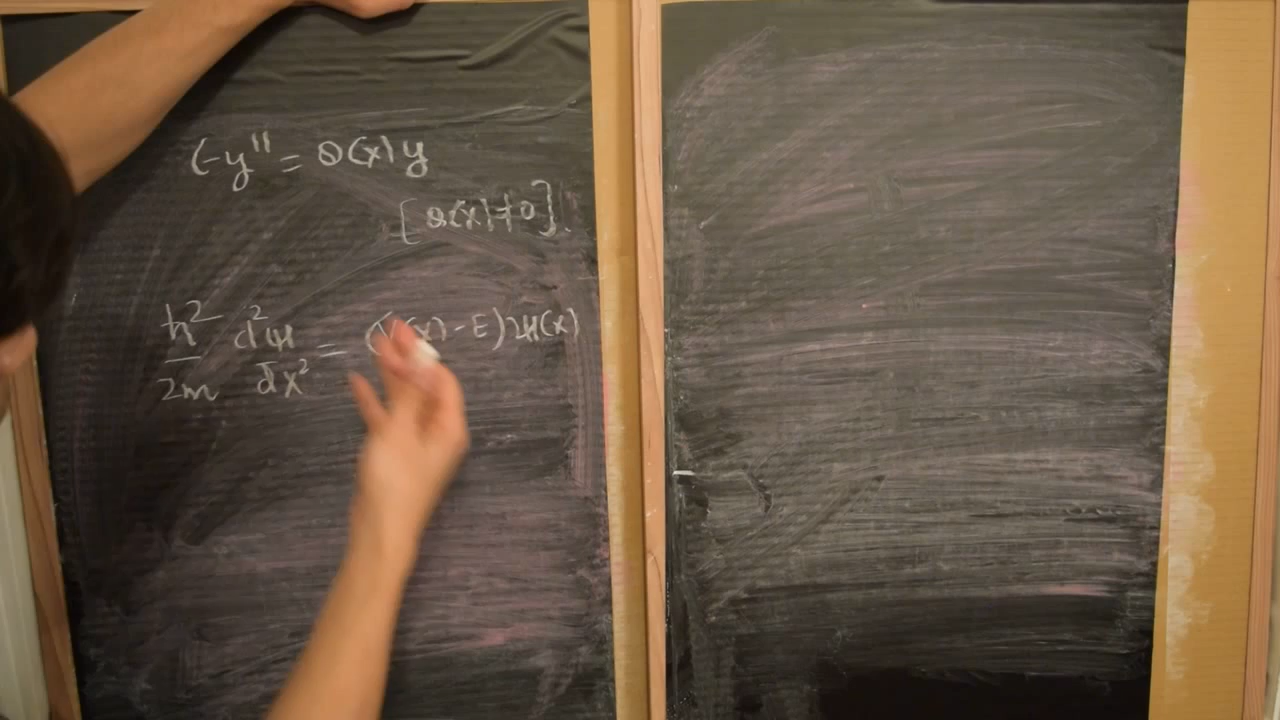 (-y'' = Q(x) y
[Q(x) ≠ 0].
ħ²/2m d²ψ/dx² = (V(x) - E) ψ(x)